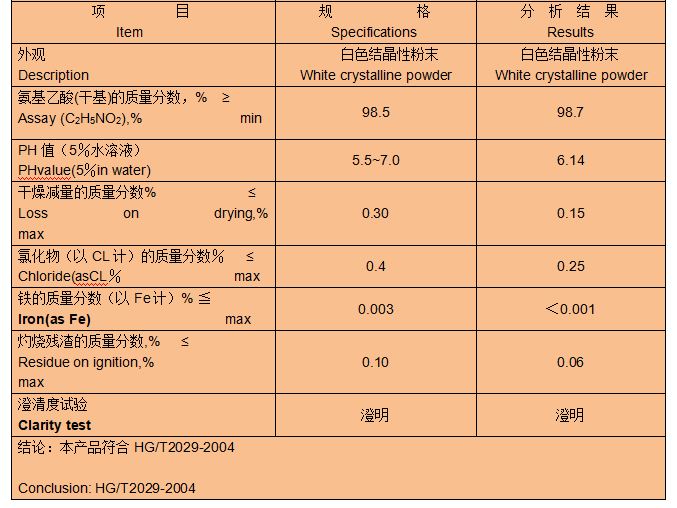 项 目 规 格 分 析 结 果
Item Specifications Results
外观 白色结晶性粉末 白色结晶性粉末
Description White crystalline powder White crystalline powder
氨基乙酸(干基)的质量分数，% ≥
Assay (C₂H₅NO₂),% min 98.5 98.7
PH 值（5%水溶液）
PHvalue(5%in water) 5.5~7.0 6.14
干燥减量的质量分数% ≤
Loss on drying,%
max 0.30 0.15
氯化物（以 CL 计）的质量分数% ≤
Chloride(asCL% max 0.4 0.25
铁的质量分数（以 Fe 计）% ≦
Iron(as Fe) max 0.003 ＜0.001
灼烧残渣的质量分数,% ≤
Residue on ignition,%
max 0.10 0.06
澄清度试验
Clarity test 澄明 澄明
结论：本产品符合 HG/T2029-2004
Conclusion: HG/T2029-2004